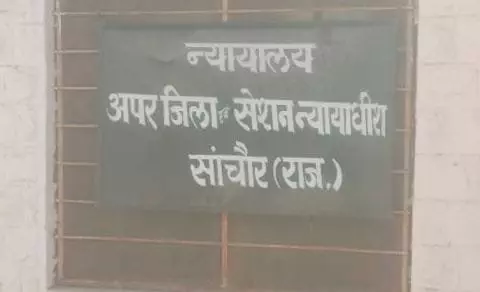 न्यायालय
अपर जिला एवं सेशन न्यायाधीश
सांचौर (राज.)